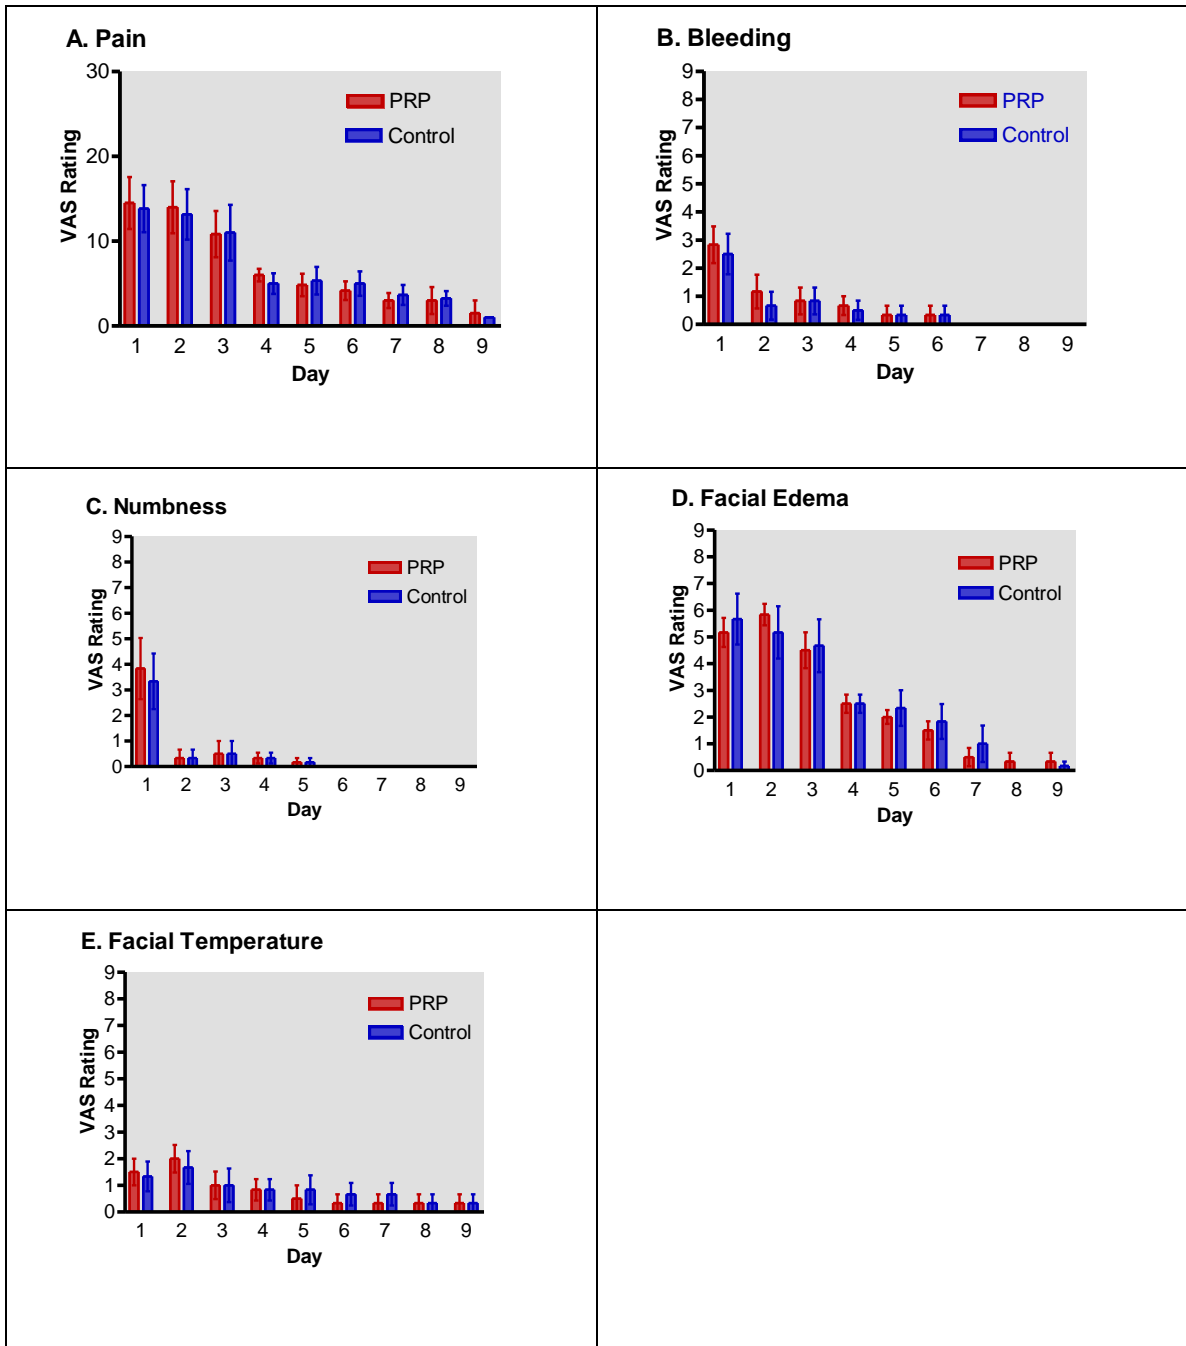 A. Pain
30
20
10
0
VAS Rating
PRP
Control
1 2 3 4 5 6 7 8 9
Day
B. Bleeding
9
8
7
6
5
4
3
2
1
0
VAS Rating
PRP
Control
1 2 3 4 5 6 7 8 9
Day
C. Numbness
9
8
7
6
5
4
3
2
1
0
VAS Rating
PRP
Control
1 2 3 4 5 6 7 8 9
Day
D. Facial Edema
9
8
7
6
5
4
3
2
1
0
VAS Rating
PRP
Control
1 2 3 4 5 6 7 8 9
Day
E. Facial Temperature
9
8
7
6
5
4
3
2
1
0
VAS Rating
PRP
Control
1 2 3 4 5 6 7 8 9
Day